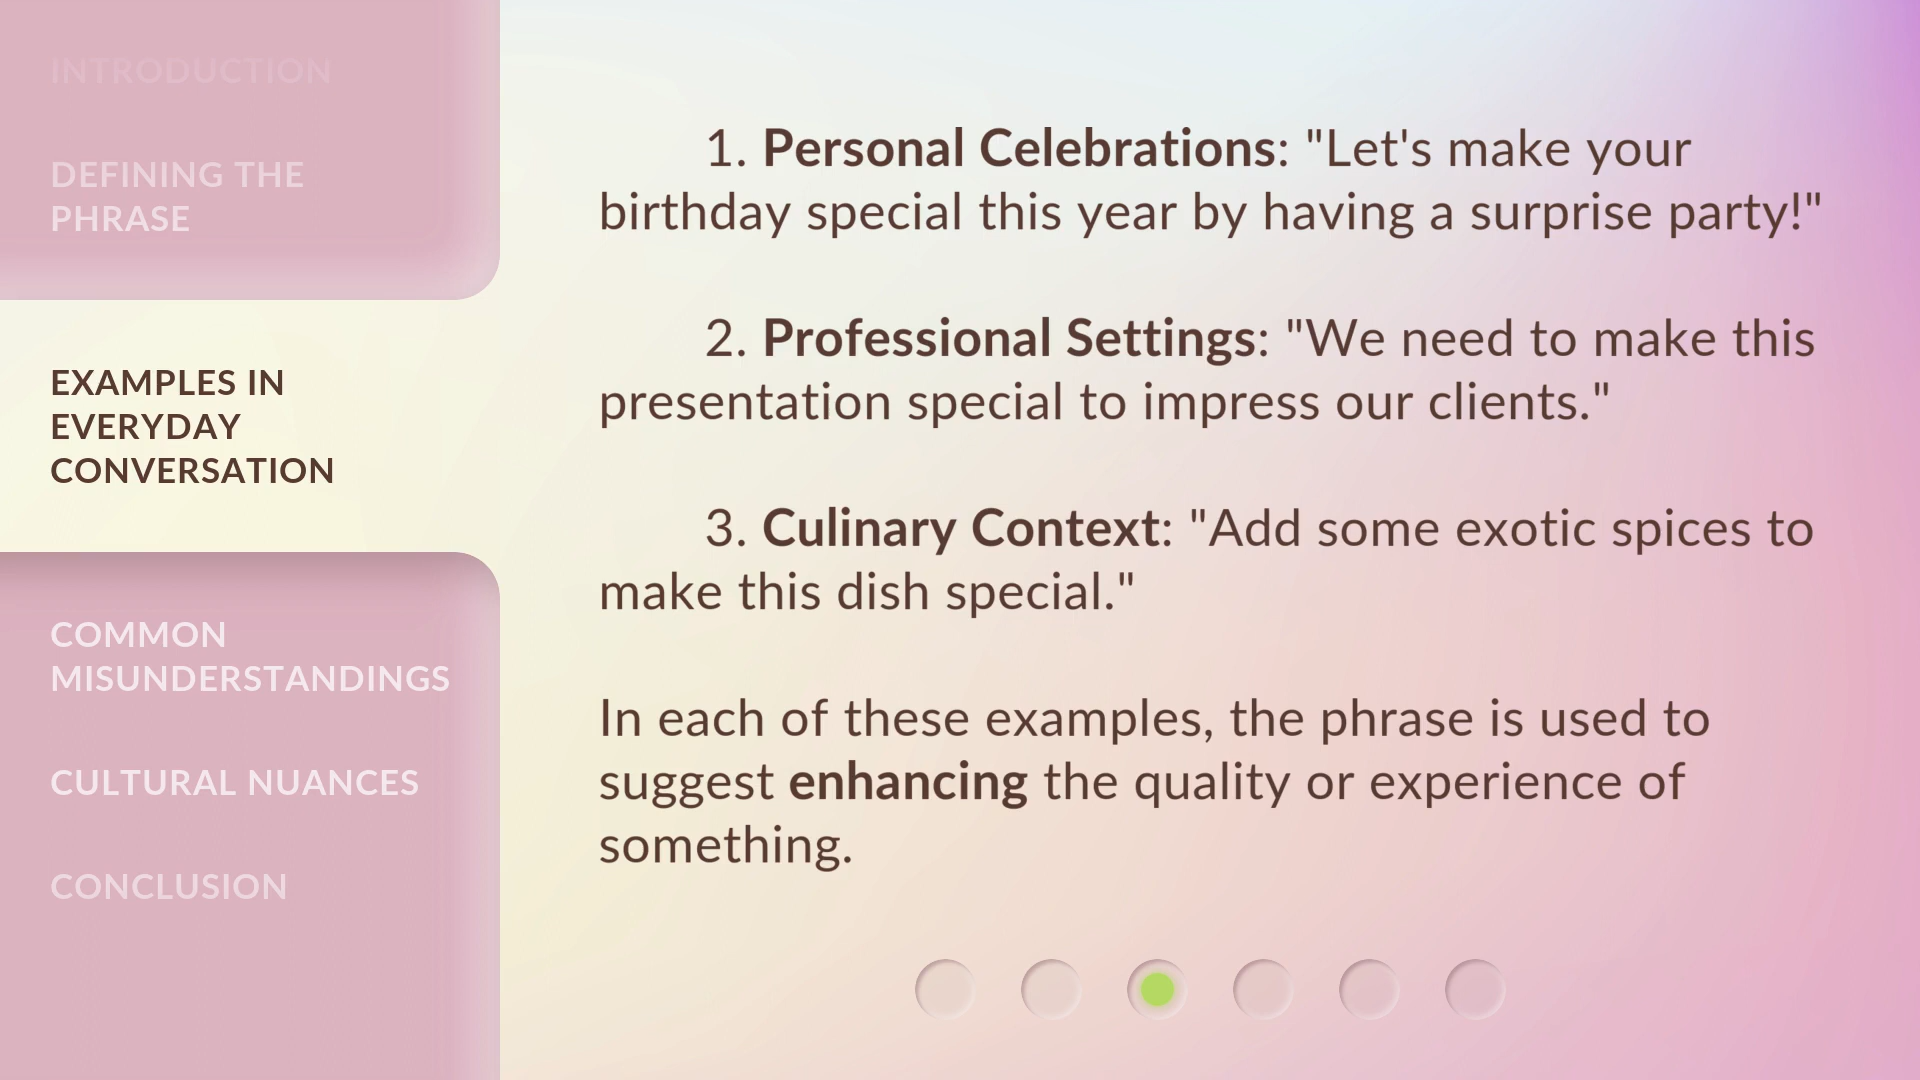 INTRODUCTION
DEFINING THE
PHRASE
EXAMPLES IN
EVERYDAY
CONVERSATION
COMMON
MISUNDERSTANDINGS
CULTURAL NUANCES
CONCLUSION
1. Personal Celebrations: "Let's make your
birthday special this year by having a surprise party!"
2. Professional Settings: "We need to make this
presentation special to impress our clients."
3. Culinary Context: "Add some exotic spices to
make this dish special."
In each of these examples, the phrase is used to
suggest enhancing the quality or experience of
something.